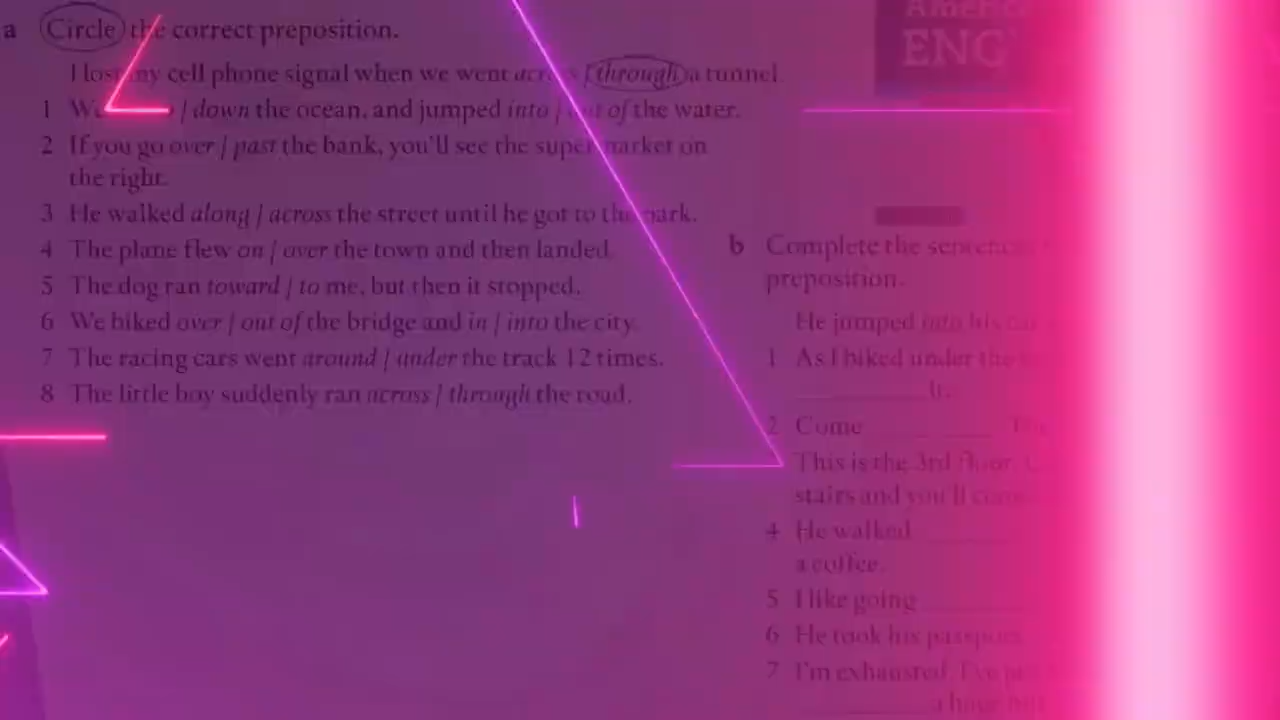 a Circle the correct preposition.
I lost my cell phone signal when we went across / through a tunnel.
1 / down the ocean, and jumped into / out of the water.
2 If you go over / past the bank, you'll see the supermarket on
the right.
3 He walked along / across the street until he got to the park.
4 The plane flew on / over the town and then landed.
5 The dog ran toward / to me, but then it stopped.
6 We biked over / out of the bridge and in / into the city.
7 The racing cars went around / under the track 12 times.
8 The little boy suddenly ran across / through the road.
ENG
b Complete the
preposition.
He jumped into his
1 As I biked under the
it.
2 Come
This is the 3rd floor.
stairs and you'll
4 He walked
a coffee.
5 I like going
6 He took his passport
7 I'm exhausted. I've
a huge